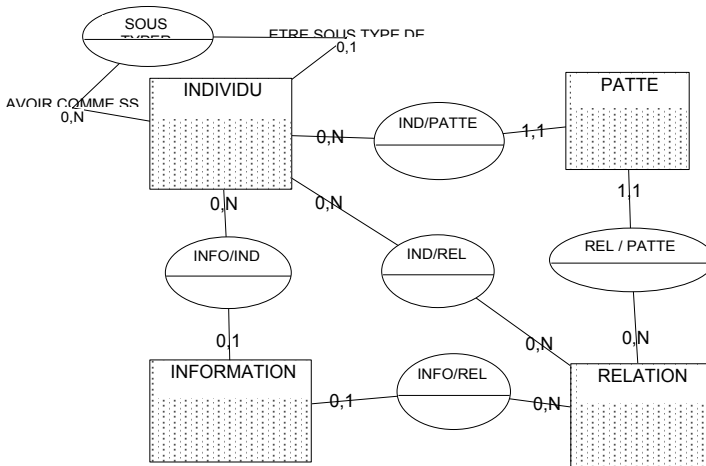 SOUS
ETRE SOUS TYPE DE
0,1
AVOIR COMME SS
0,N
INDIVIDU
PATTE
IND/PATTE
0,N
1,1
0,N
0,N
1,1
INFO/IND
IND/REL
REL / PATTE
0,1
0,N
0,N
INFORMATION
INFO/REL
RELATION
0,1
0,N